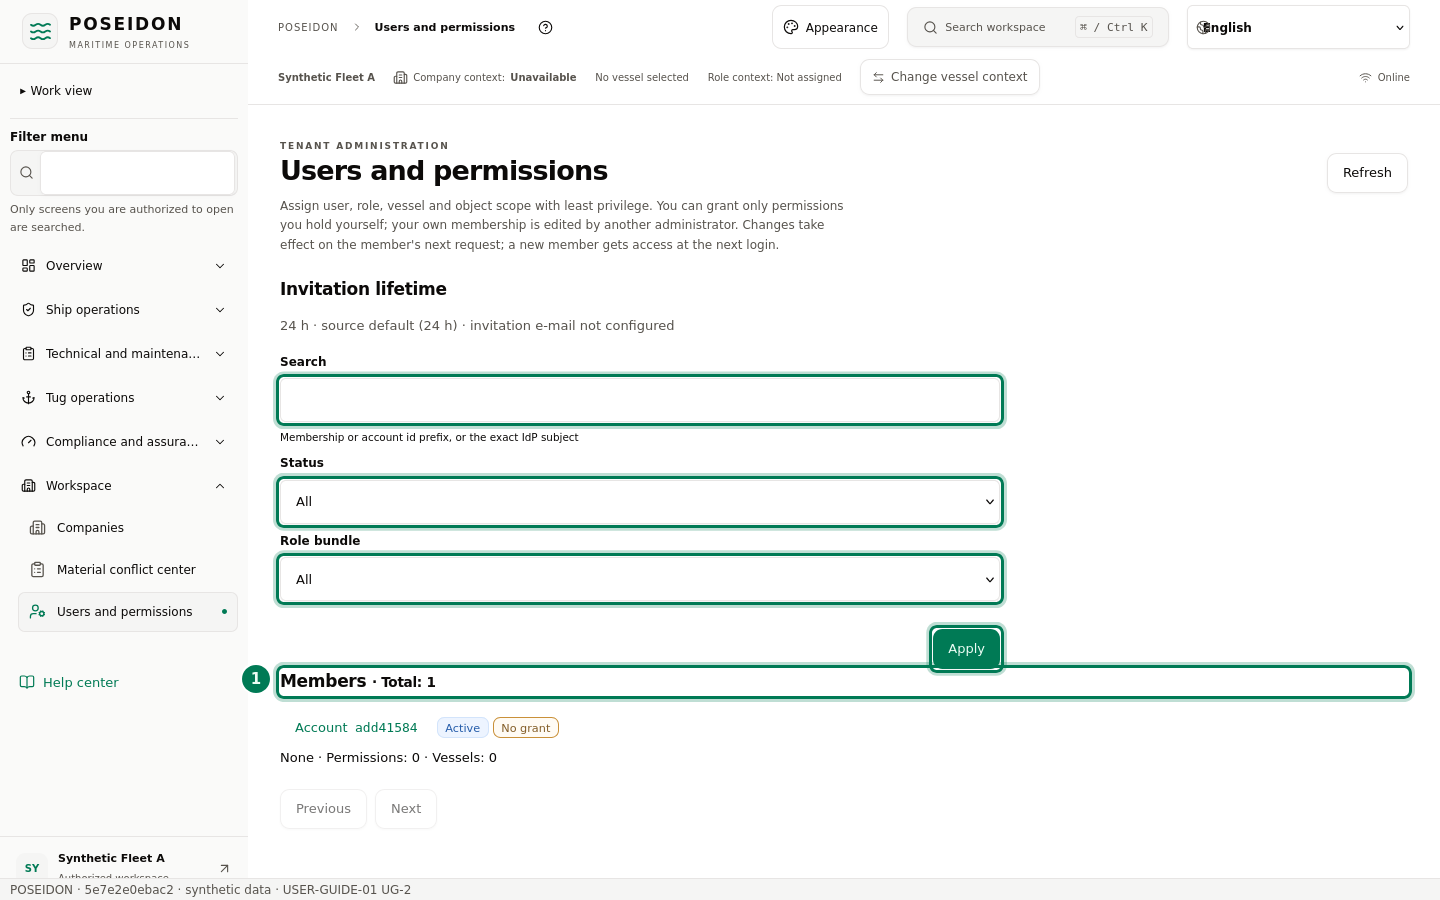 POSEIDON
MARITIME OPERATIONS
▸ Work view
Filter menu
Only screens you are authorized to open
are searched.
Overview
Ship operations
Technical and maintena…
Tug operations
Compliance and assura…
Workspace
Companies
Material conflict center
Users and permissions
Help center
SY
Synthetic Fleet A
Authorized workspace
POSEIDON
Users and permissions
Appearance
Search workspace
⌘ / Ctrl K
English
Synthetic Fleet A
Company context: Unavailable
No vessel selected
Role context: Not assigned
Change vessel context
Online
TENANT ADMINISTRATION
Users and permissions
Refresh
Assign user, role, vessel and object scope with least privilege. You can grant only permissions
you hold yourself; your own membership is edited by another administrator. Changes take
effect on the member's next request; a new member gets access at the next login.
Invitation lifetime
24 h · source default (24 h) · invitation e-mail not configured
Search
Membership or account id prefix, or the exact IdP subject
Status
All
Role bundle
All
Apply
1
Members · Total: 1
Account add41584
Active
No grant
None · Permissions: 0 · Vessels: 0
Previous
Next
POSEIDON · 5e7e2e0ebac2 · synthetic data · USER-GUIDE-01 UG-2